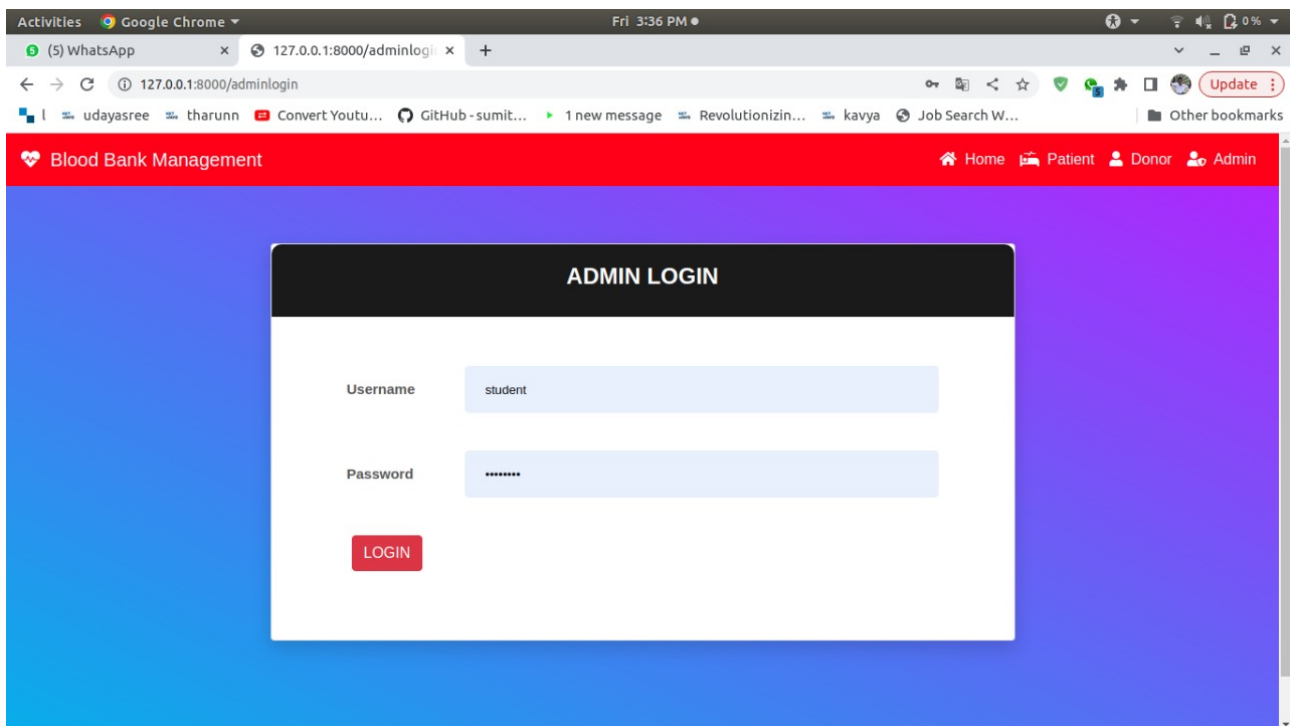 Activities Google Chrome Fri 3:36 PM 0%
(5) WhatsApp 127.0.0.1:8000/adminlogi
127.0.0.1:8000/adminlogin Update
l udayasree tharunn Convert Youtu... GitHub - sumit... 1 new message Revolutionizin... kavya Job Search W... Other bookmarks
Blood Bank Management Home Patient Donor Admin
ADMIN LOGIN
Username student
Password ••••••••
LOGIN